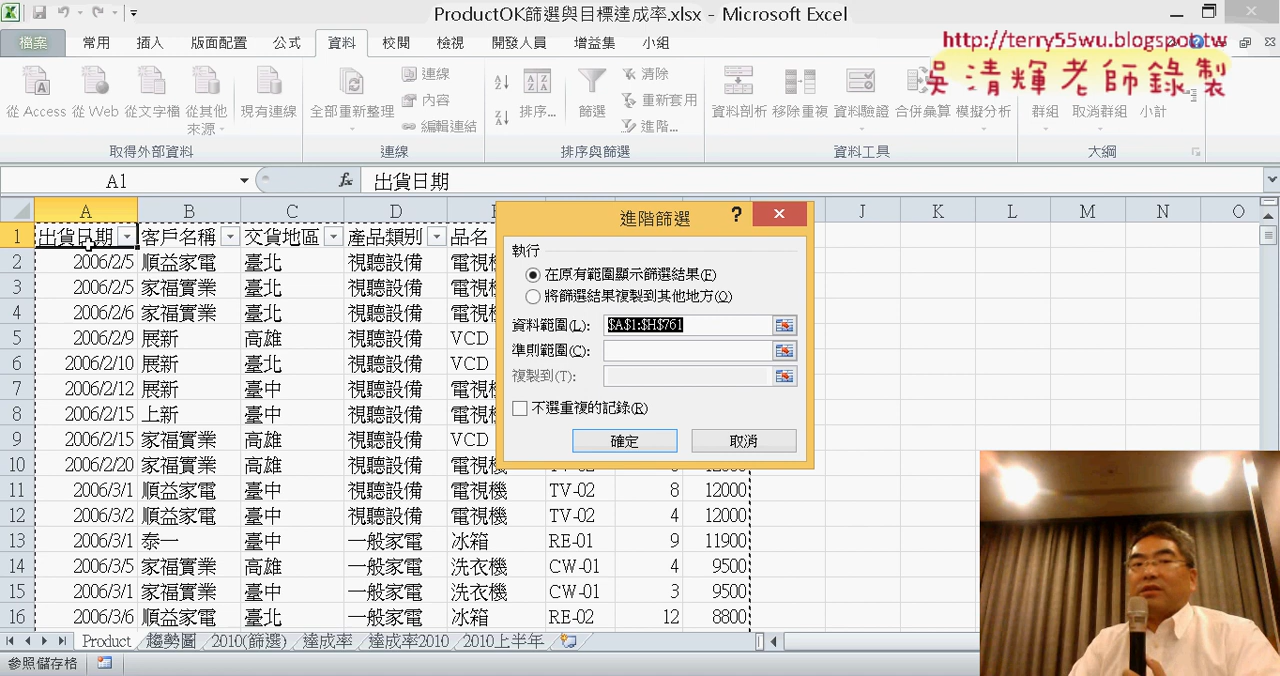 ProductOK篩選與目標達成率.xlsx - Microsoft Excel
檔案 常用 插入 版面配置 公式 資料 校閱 檢視 開發人員 增益集 小組
http://terry55wu.blogspot.tw
吳清輝老師錄製
從 Access 從 Web 從文字檔 從其他來源 現有連線 全部重新整理 連線 內容 編輯連結 排序... 篩選 清除 重新套用 進階... 資料剖析 移除重複 資料驗證 合併彙算 模擬分析 群組 取消群組 小計
取得外部資料 連線 排序與篩選 資料工具 大綱
A1 fx 出貨日期
A B C D J K L M N O
1 出貨日期 客戶名稱 交貨地區 產品類別 品名
2 2006/2/5 順益家電 臺北 視聽設備
3 2006/2/5 家福實業 臺北 視聽設備
4 2006/2/6 家福實業 臺北 視聽設備
5 2006/2/9 展新 高雄 視聽設備 VCD
6 2006/2/10 展新 臺北 視聽設備 VCD
7 2006/2/12 展新 臺中 視聽設備
8 2006/2/15 上新 臺中 視聽設備
9 2006/2/15 家福實業 高雄 視聽設備 VCD
10 2006/2/20 家福實業 高雄 視聽設備
11 2006/3/1 順益家電 臺中 視聽設備 電視機 TV-02 8 12000
12 2006/3/2 順益家電 臺中 視聽設備 電視機 TV-02 4 12000
13 2006/3/1 泰一 臺中 一般家電 冰箱 RE-01 9 11900
14 2006/3/5 家福實業 高雄 一般家電 洗衣機 CW-01 4 9500
15 2006/3/1 家福實業 臺中 一般家電 洗衣機 CW-01 3 9500
16 2006/3/6 順益家電 臺北 一般家電 冰箱 RE-02 12 8800
進階篩選 ?
執行
在原有範圍顯示篩選結果(F)
將篩選結果複製到其他地方(O)
資料範圍(L): $A$1:$H$761
準則範圍(C):
複製到(T):
不選重複的記錄(R)
確定 取消
Product 趨勢圖 2010(篩選) 達成率 達成率2010 2010上半年
參照儲存格